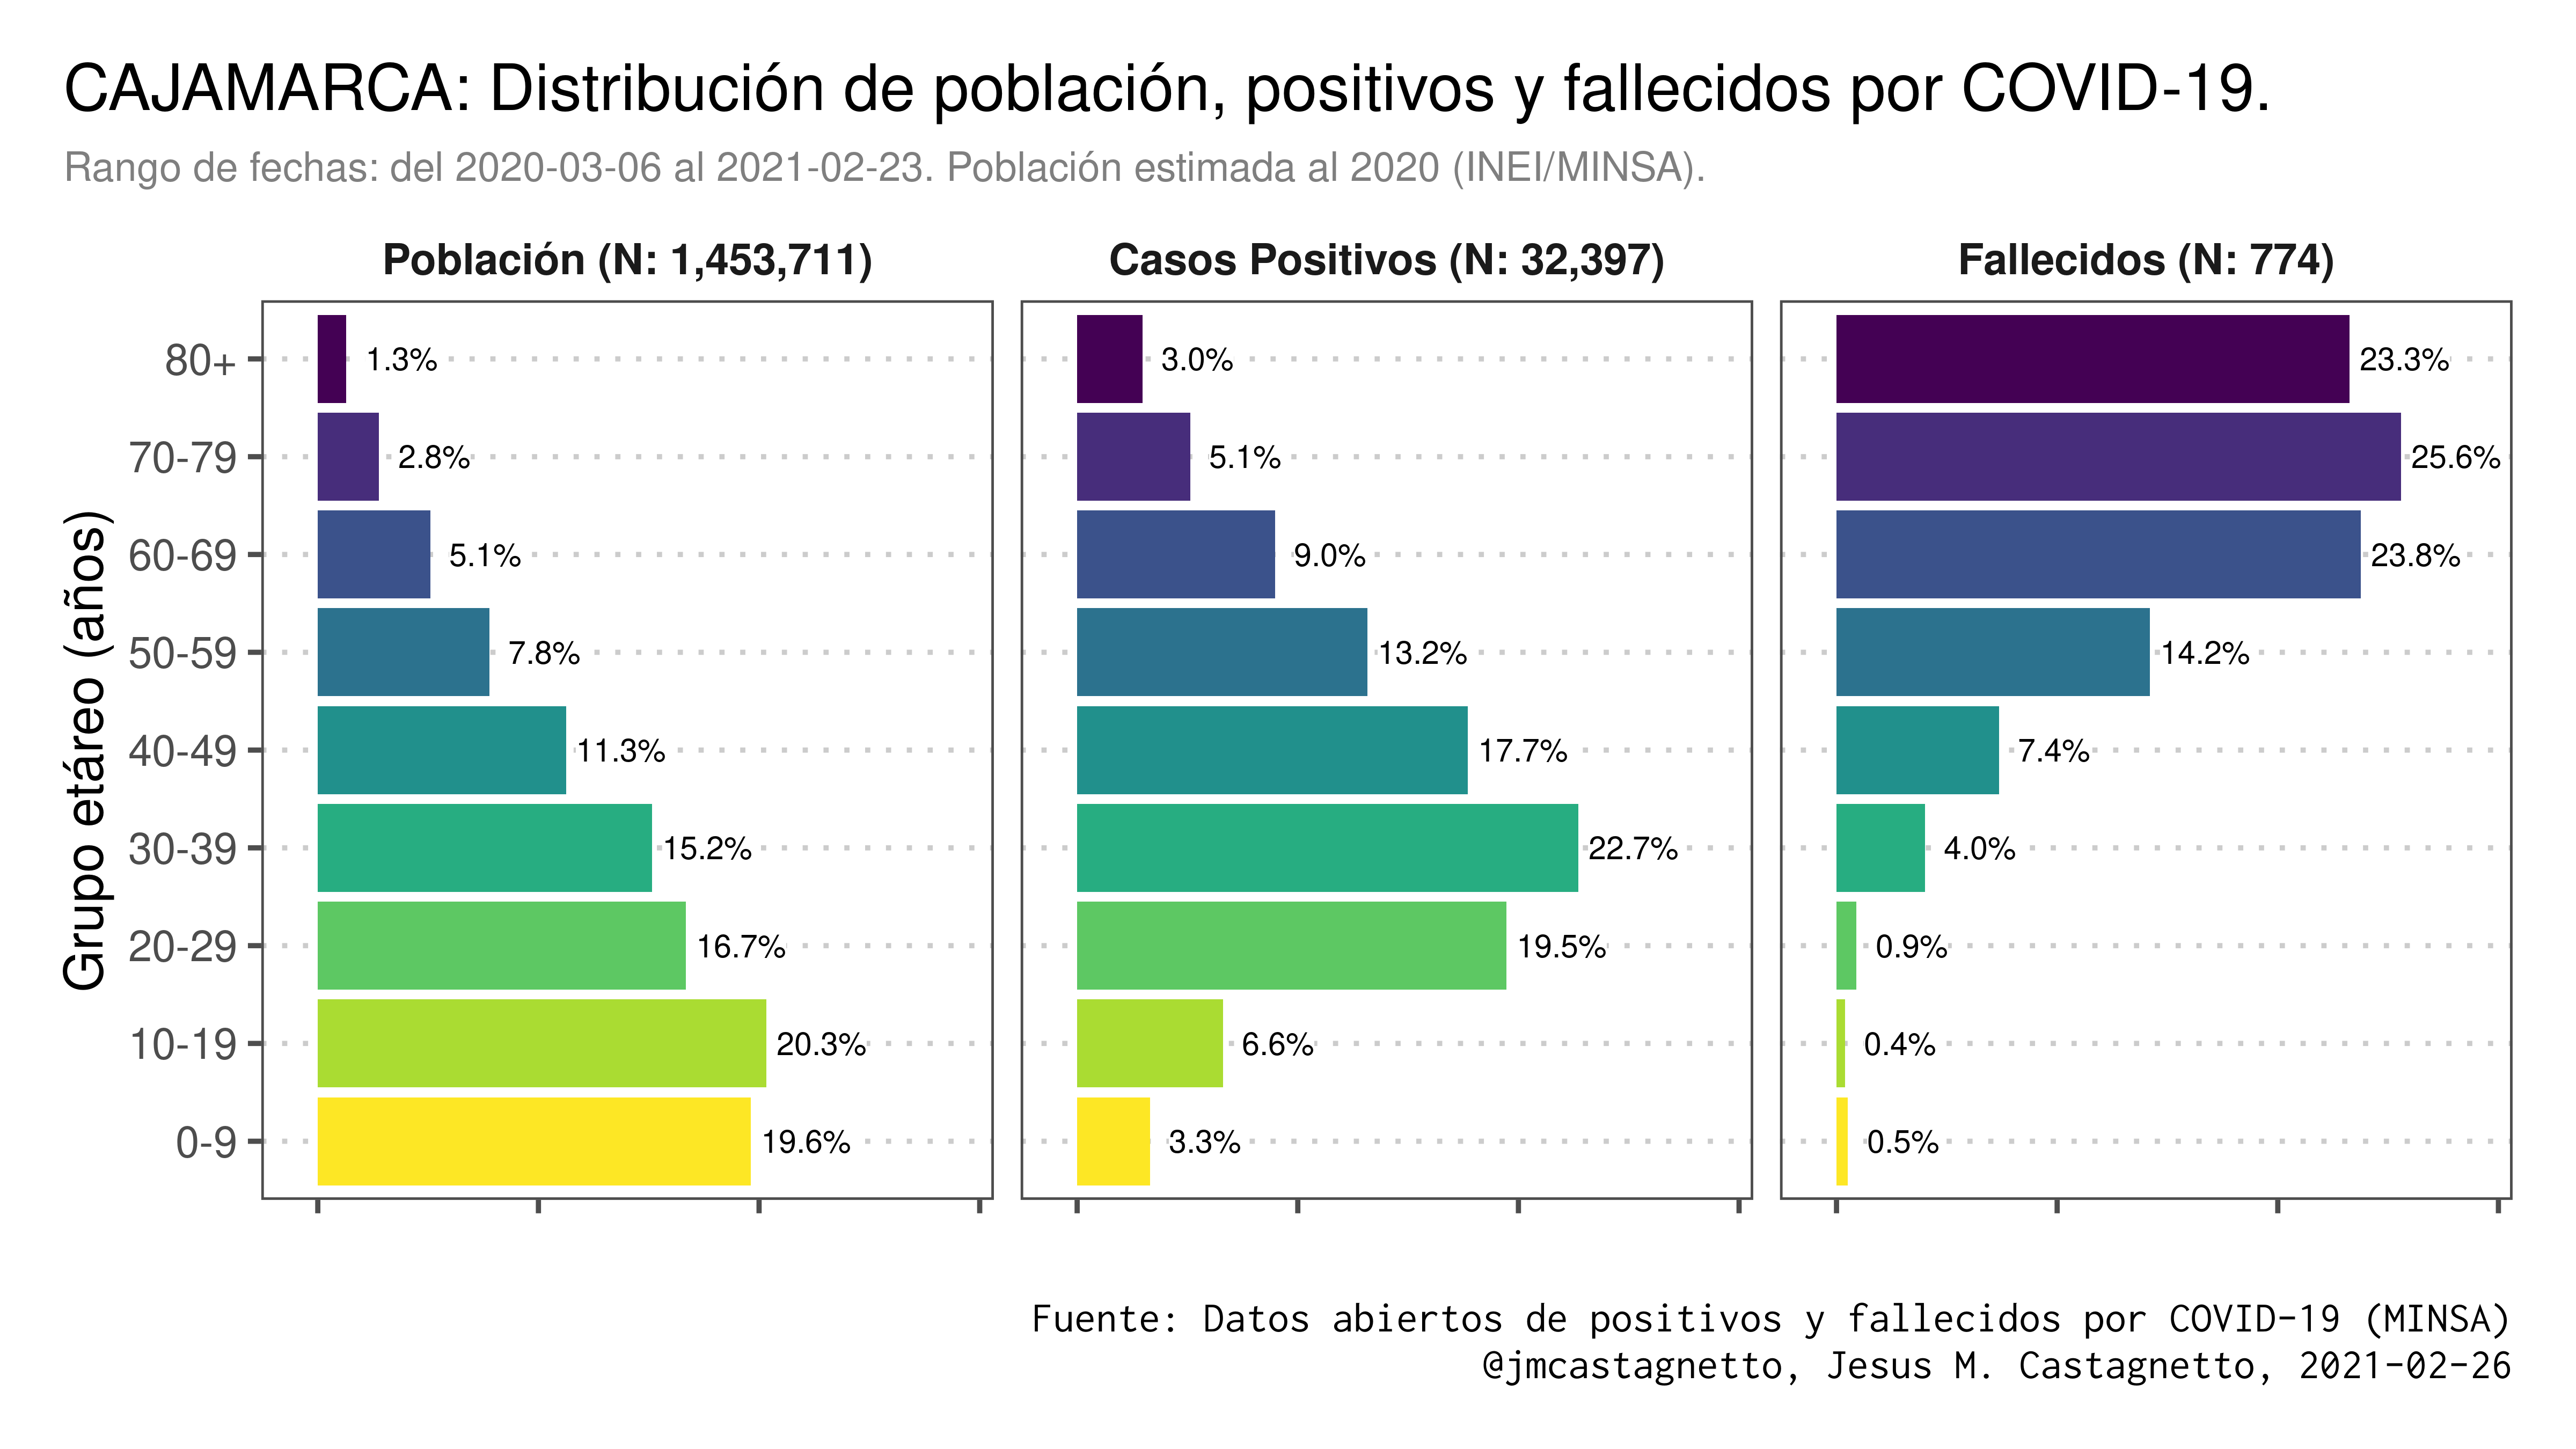 CAJAMARCA: Distribución de población, positivos y fallecidos por COVID-19.
Rango de fechas: del 2020-03-06 al 2021-02-23. Población estimada al 2020 (INEI/MINSA).
Población (N: 1,453,711)
Casos Positivos (N: 32,397)
Fallecidos (N: 774)
Grupo etáreo (años)
80+ 1.3% 3.0% 23.3%
70-79 2.8% 5.1% 25.6%
60-69 5.1% 9.0% 23.8%
50-59 7.8% 13.2% 14.2%
40-49 11.3% 17.7% 7.4%
30-39 15.2% 22.7% 4.0%
20-29 16.7% 19.5% 0.9%
10-19 20.3% 6.6% 0.4%
0-9 19.6% 3.3% 0.5%
Fuente: Datos abiertos de positivos y fallecidos por COVID-19 (MINSA)
@jmcastagnetto, Jesus M. Castagnetto, 2021-02-26